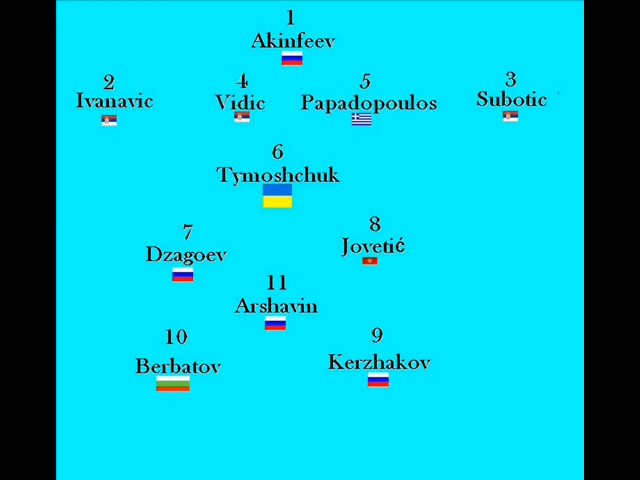 1
Akinfeev
2
Ivanavic
4
Vidic
5
Papadopoulos
3
Subotic
6
Tymoshchuk
7
Dzagoev
8
Jovetić
11
Arshavin
10
Berbatov
9
Kerzhakov